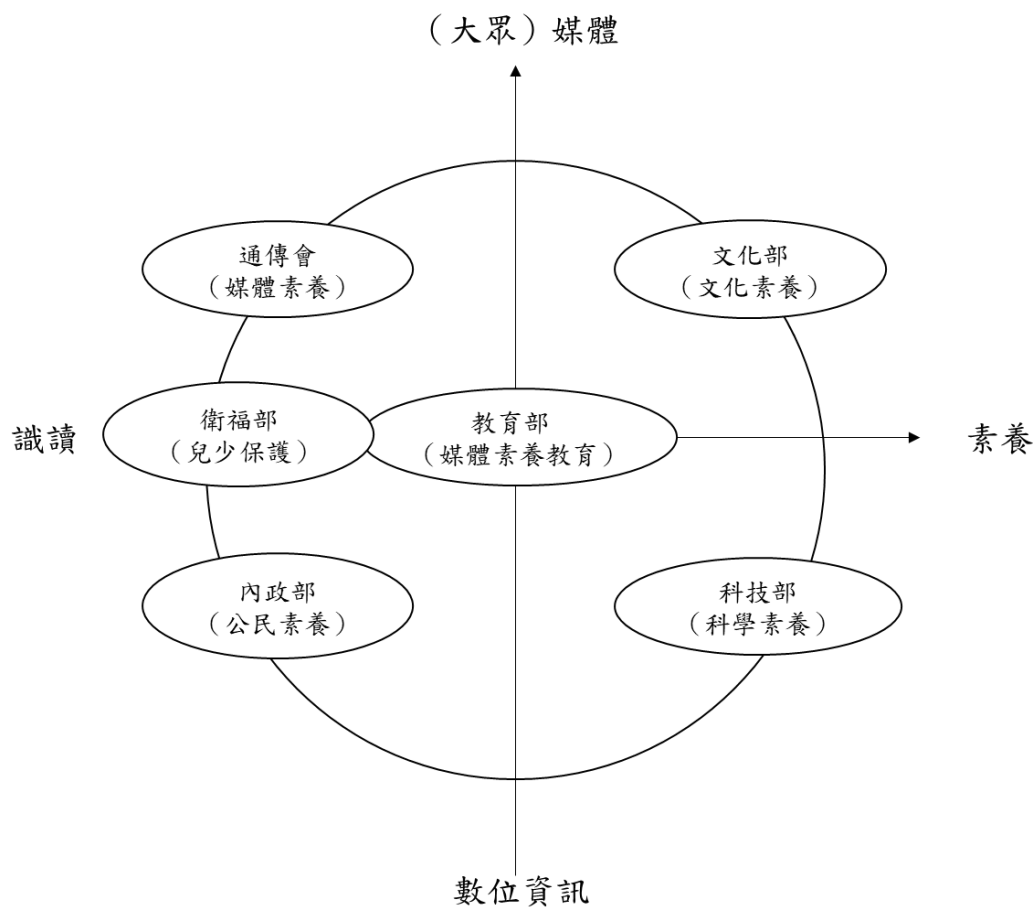 （大眾）媒體
通傳會
（媒體素養）
文化部
（文化素養）
識讀
衛福部
（兒少保護）
教育部
（媒體素養教育）
素養
內政部
（公民素養）
科技部
（科學素養）
數位資訊